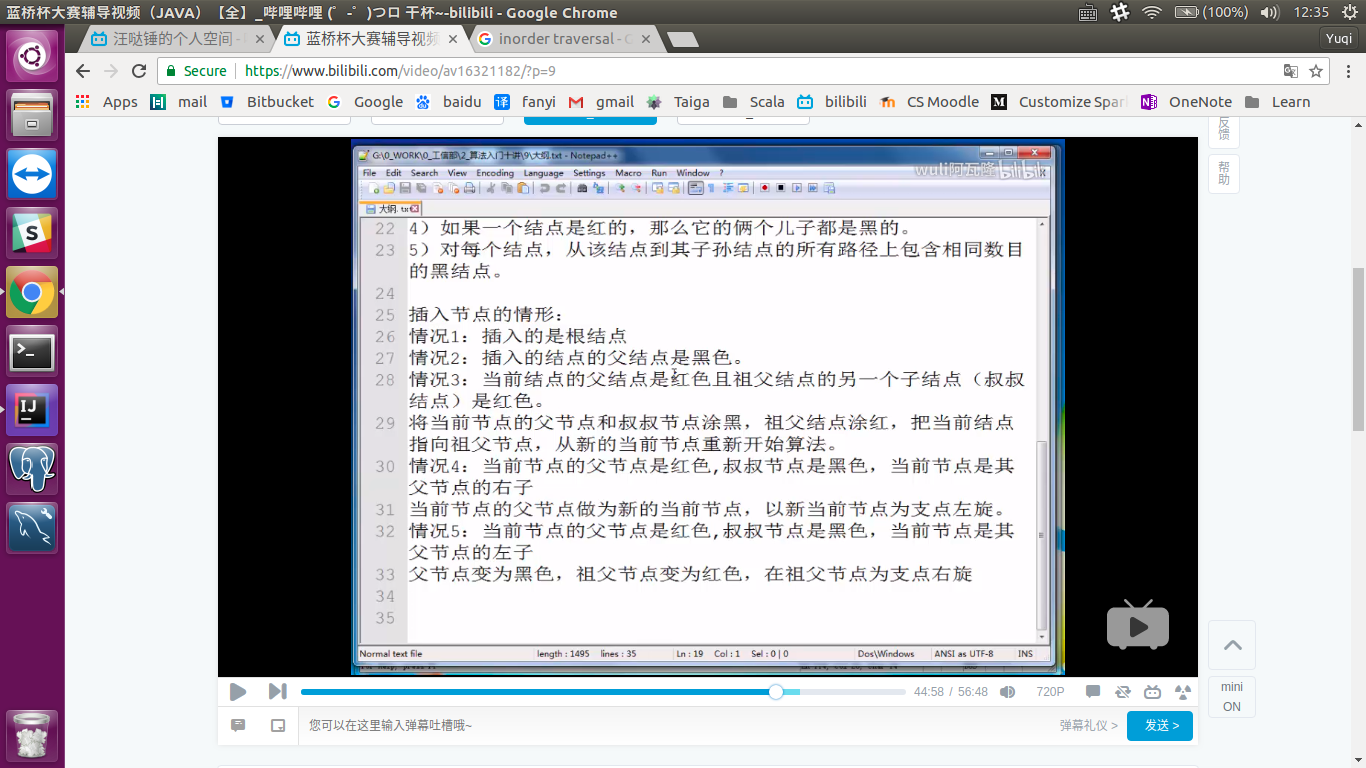 蓝桥杯大赛辅导视频（JAVA）【全】_哔哩哔哩 (゜-゜)つロ 干杯~-bilibili - Google Chrome
(100%)
12:35
汪哒锤的个人空间 -
蓝桥杯大赛辅导视频
inorder traversal -
Yuqi
Secure
https://www.bilibili.com/video/av16321182/?p=9
Apps
mail
Bitbucket
Google
baidu
fanyi
gmail
Taiga
Scala
bilibili
CS Moodle
Customize Spar
OneNote
Learn
反馈
帮助
G:\0_WORK\0_工信部\2_算法入门十讲\9\大纲.txt - Notepad++
wuli阿瓦隆 bilibili
File Edit Search View Encoding Language Settings Macro Run Window ?
大纲.txt
22 4）如果一个结点是红的，那么它的俩个儿子都是黑的。
23 5）对每个结点，从该结点到其子孙结点的所有路径上包含相同数目
的黑结点。
24
25 插入节点的情形：
26 情况1：插入的是根结点
27 情况2：插入的结点的父结点是黑色。
28 情况3：当前结点的父结点是红色且祖父结点的另一个子结点（叔叔
结点）是红色。
29 将当前节点的父节点和叔叔节点涂黑，祖父结点涂红，把当前结点
指向祖父节点，从新的当前节点重新开始算法。
30 情况4：当前节点的父节点是红色,叔叔节点是黑色，当前节点是其
父节点的右子
31 当前节点的父节点做为新的当前节点，以新当前节点为支点左旋。
32 情况5：当前节点的父节点是红色,叔叔节点是黑色，当前节点是其
父节点的左子
33 父节点变为黑色，祖父节点变为红色，在祖父节点为支点右旋
34
35
Normal text file
length : 1495 lines : 35
Ln : 19 Col : 1 Sel : 0 | 0
Dos\Windows
ANSI as UTF-8
INS
44:58 / 56:48
720P
mini
ON
您可以在这里输入弹幕吐槽哦~
弹幕礼仪 >
发送 >